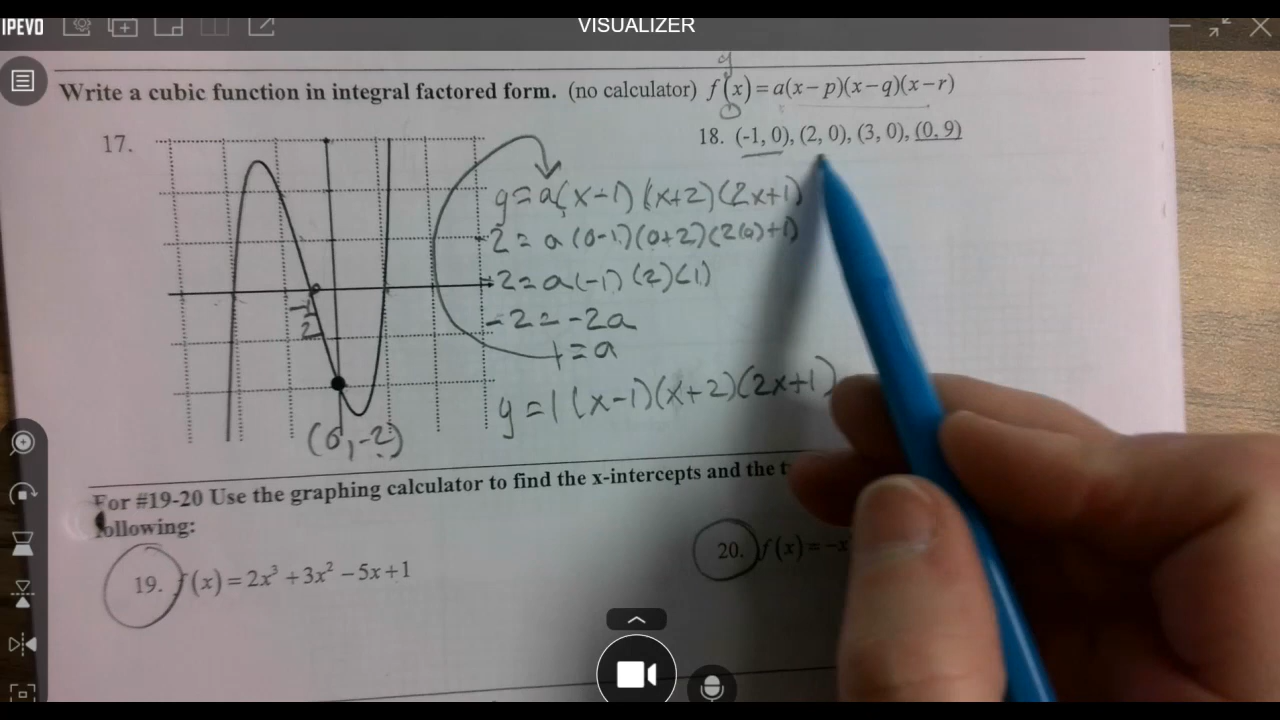 IPEVO
VISUALIZER
Write a cubic function in integral factored form. (no calculator) f(x) = a(x − p)(x − q)(x − r)
y
17.
18. (-1, 0), (2, 0), (3, 0), (0, 9)
y = a(x-1)(x+2)(2x+1)
-2 = a(0-1)(0+2)(2(0)+1)
-2 = a(-1)(2)(1)
-2 = -2a
1 = a
y = 1(x-1)(x+2)(2x+1)
-1/2
(0, -2)
For #19-20 Use the graphing calculator to find the x-intercepts and the t
following:
19. f(x) = 2x³ + 3x² − 5x + 1
20. f(x) = −x